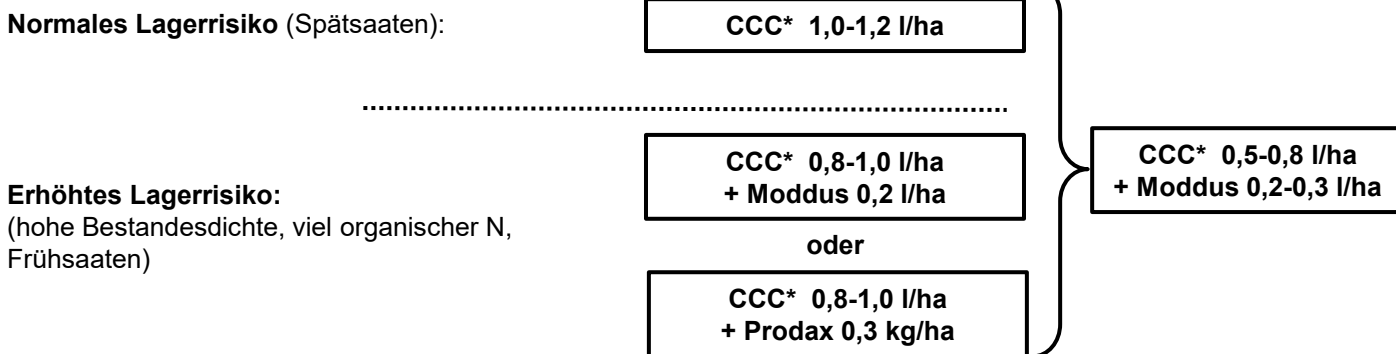 Normales Lagerrisiko (Spätsaaten):
CCC* 1,0-1,2 l/ha
CCC* 0,8-1,0 l/ha
+ Moddus 0,2 l/ha
CCC* 0,5-0,8 l/ha
+ Moddus 0,2-0,3 l/ha
Erhöhtes Lagerrisiko:
(hohe Bestandesdichte, viel organischer N,
Frühsaaten)
oder
CCC* 0,8-1,0 l/ha
+ Prodax 0,3 kg/ha